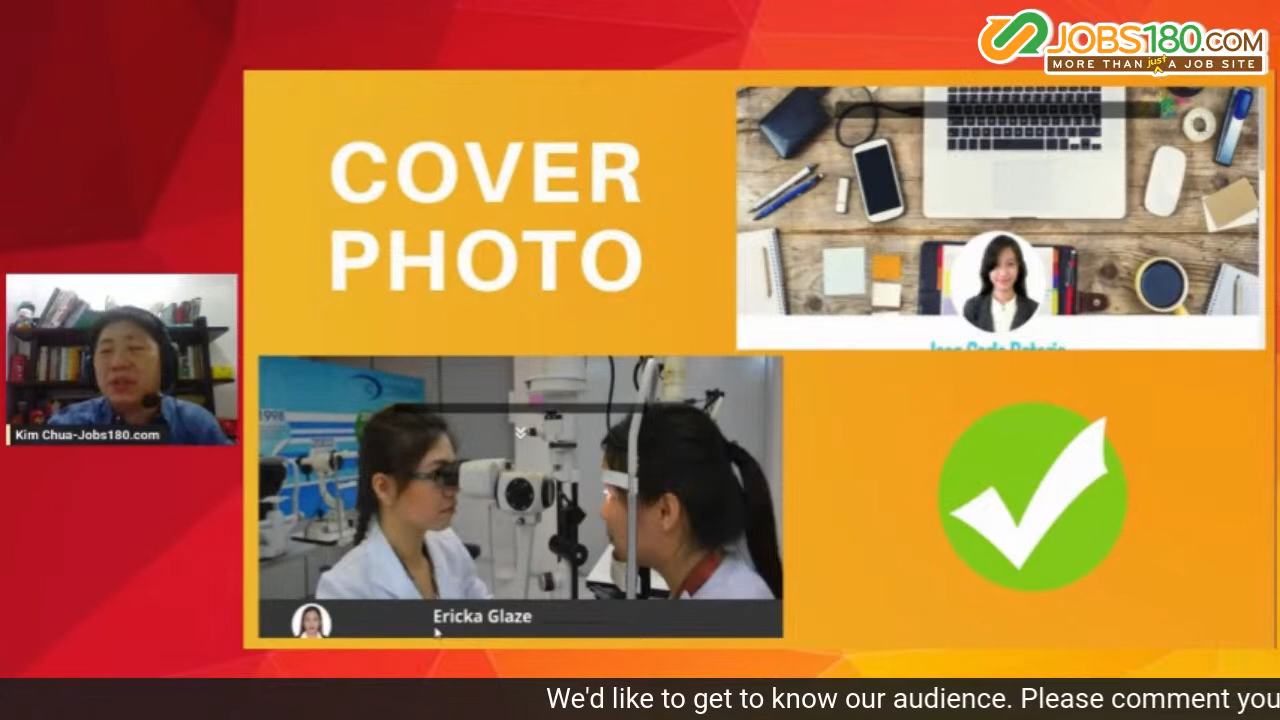 JOBS180.COM
MORE THAN just A JOB SITE
COVER
PHOTO
1998
Kim Chua-Jobs180.com
Ericka Glaze
We'd like to get to know our audience. Please comment you